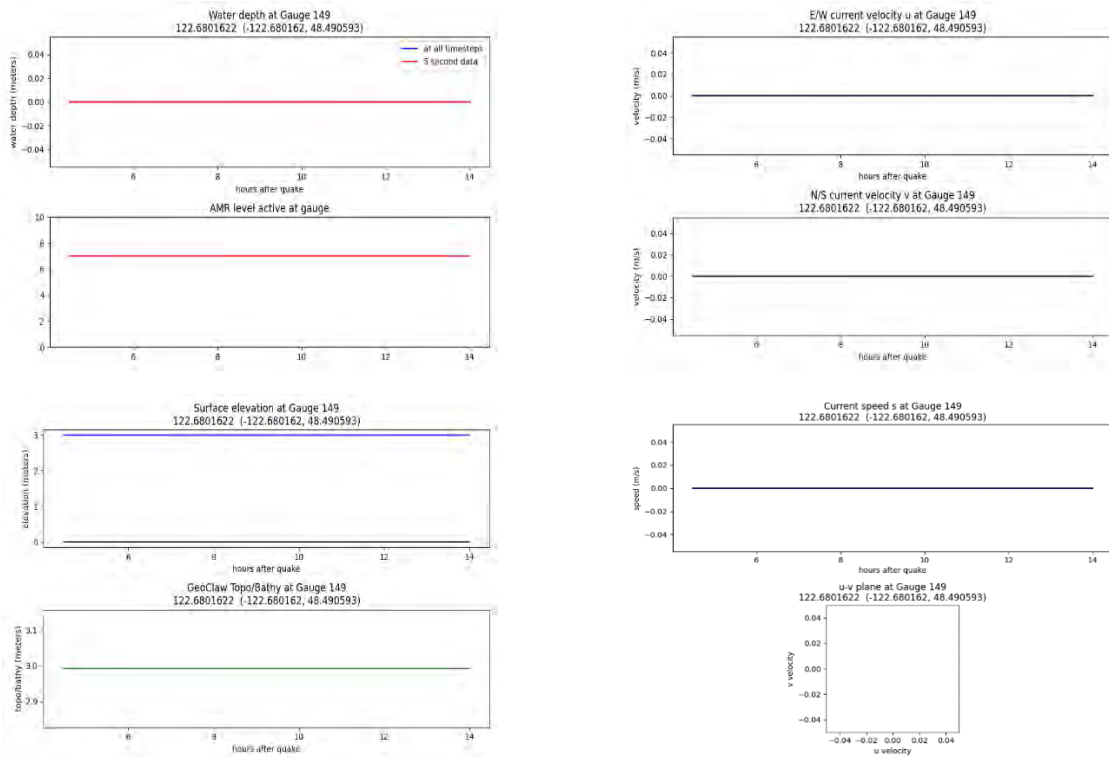 Water depth at Gauge 149
122.6801622 (-122.680162, 48.490593)
0.04
0.02
0.00
−0.02
−0.04
water depth (meters)
at all timesteps
5 second data
6 8 10 12 14
hours after quake
AMR level active at gauge
10
8
6
4
2
0
6 8 10 12 14
hours after quake
E/W current velocity u at Gauge 149
122.6801622 (-122.680162, 48.490593)
0.04
0.02
0.00
−0.02
−0.04
velocity (m/s)
6 8 10 12 14
hours after quake
N/S current velocity v at Gauge 149
122.6801622 (-122.680162, 48.490593)
0.04
0.02
0.00
−0.02
−0.04
velocity (m/s)
6 8 10 12 14
hours after quake
Surface elevation at Gauge 149
122.6801622 (-122.680162, 48.490593)
3
2
1
0
elevation (meters)
6 8 10 12 14
hours after quake
GeoClaw Topo/Bathy at Gauge 149
122.6801622 (-122.680162, 48.490593)
3.1
3.0
2.9
topo/bathy (meters)
6 8 10 12 14
hours after quake
Current speed s at Gauge 149
122.6801622 (-122.680162, 48.490593)
0.04
0.02
0.00
−0.02
−0.04
speed (m/s)
6 8 10 12 14
hours after quake
u-v plane at Gauge 149
122.6801622 (-122.680162, 48.490593)
0.04
0.02
0.00
−0.02
−0.04
v velocity
−0.04 −0.02 0.00 0.02 0.04
u velocity